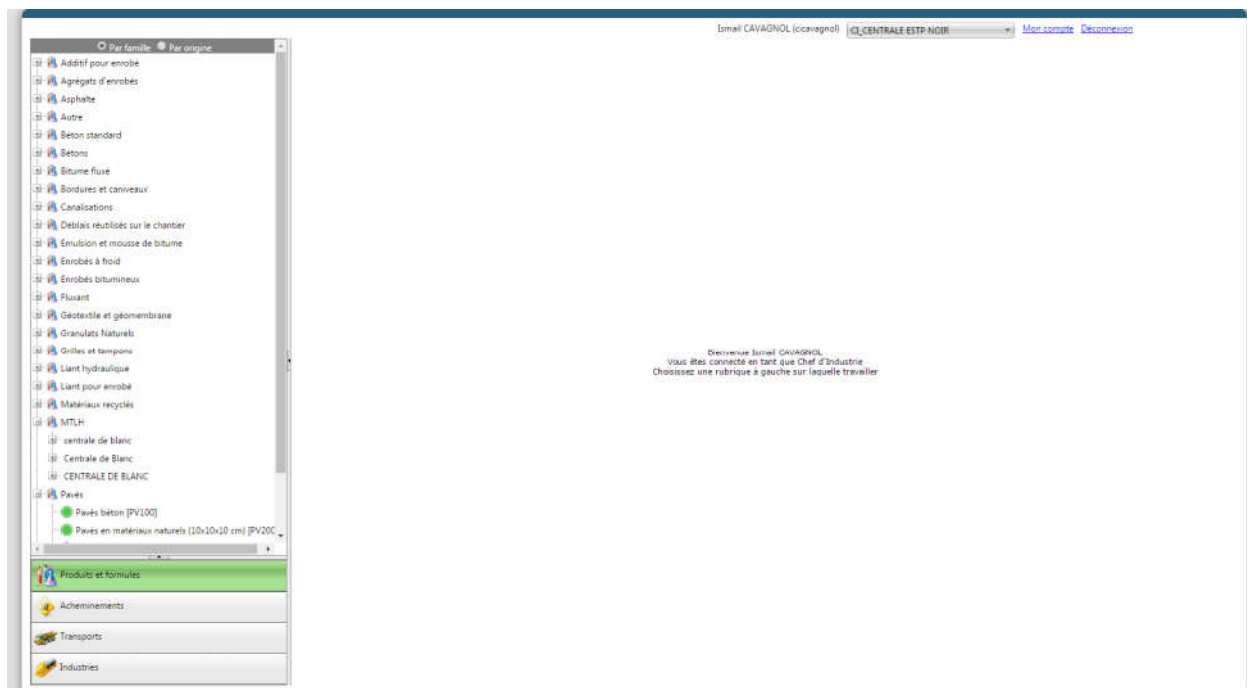 Ismail CAVAGNOL (cicavagnol) CI_CENTRALE ESTP NOIR Mon compte Déconnexion
Par famille Par origine
Additif pour enrobé
Agrégats d'enrobés
Asphalte
Autre
Béton standard
Bétons
Bitume fluxé
Bordures et caniveaux
Canalisations
Déblais réutilisés sur le chantier
Emulsion et mousse de bitume
Enrobés à froid
Enrobés bitumineux
Fluxant
Géotextile et géomembrane
Granulats Naturels
Grilles et tampons
Liant hydraulique
Liant pour enrobé
Matériaux recyclés
MTLH
centrale de blanc
Centrale de Blanc
CENTRALE DE BLANC
Pavés
Pavés béton [PV100]
Pavés en matériaux naturels (10x10x10 cm) [PV200
Produits et formules
Acheminements
Transports
Industries
Bienvenue Ismail CAVAGNOL
Vous êtes connecté en tant que Chef d'Industrie
Choisissez une rubrique à gauche sur laquelle travailler